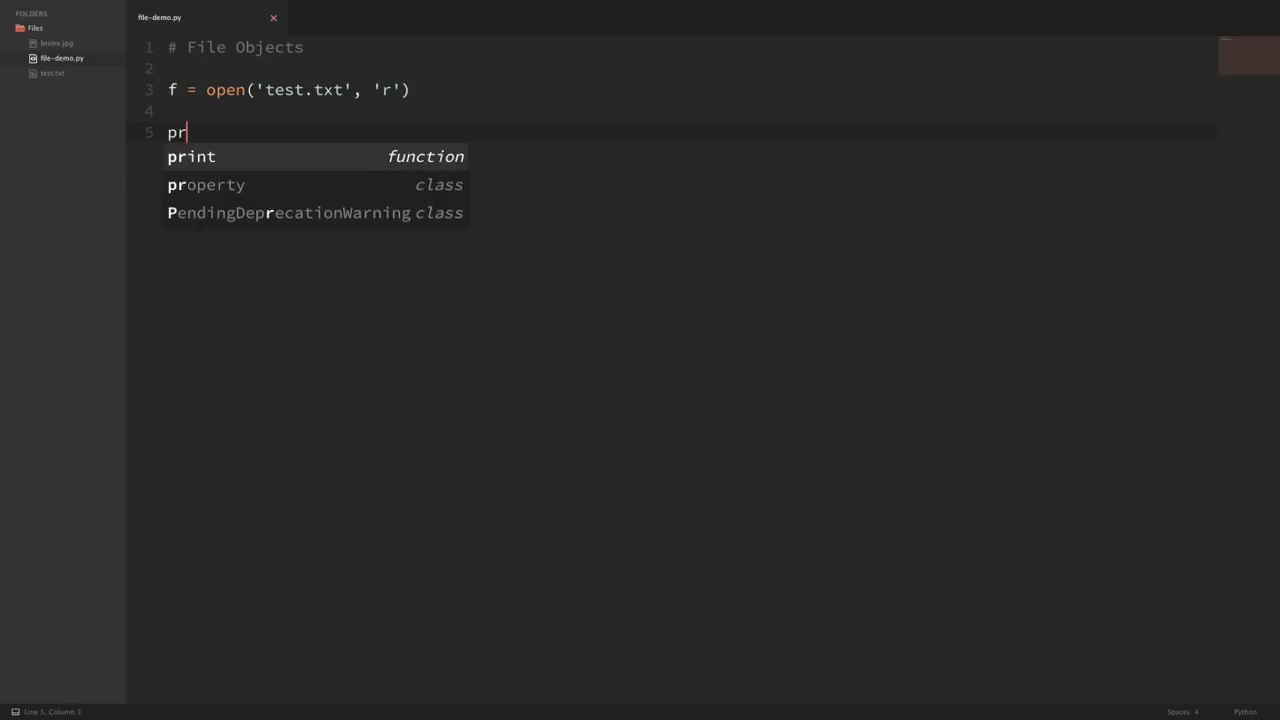 FOLDERS
Files
bronx.jpg
file-demo.py
test.txt
file-demo.py
1 # File Objects
2
3 f = open('test.txt', 'r')
4
5 pr
print function
property class
PendingDeprecationWarning class
Line 5, Column 3
Spaces: 4
Python